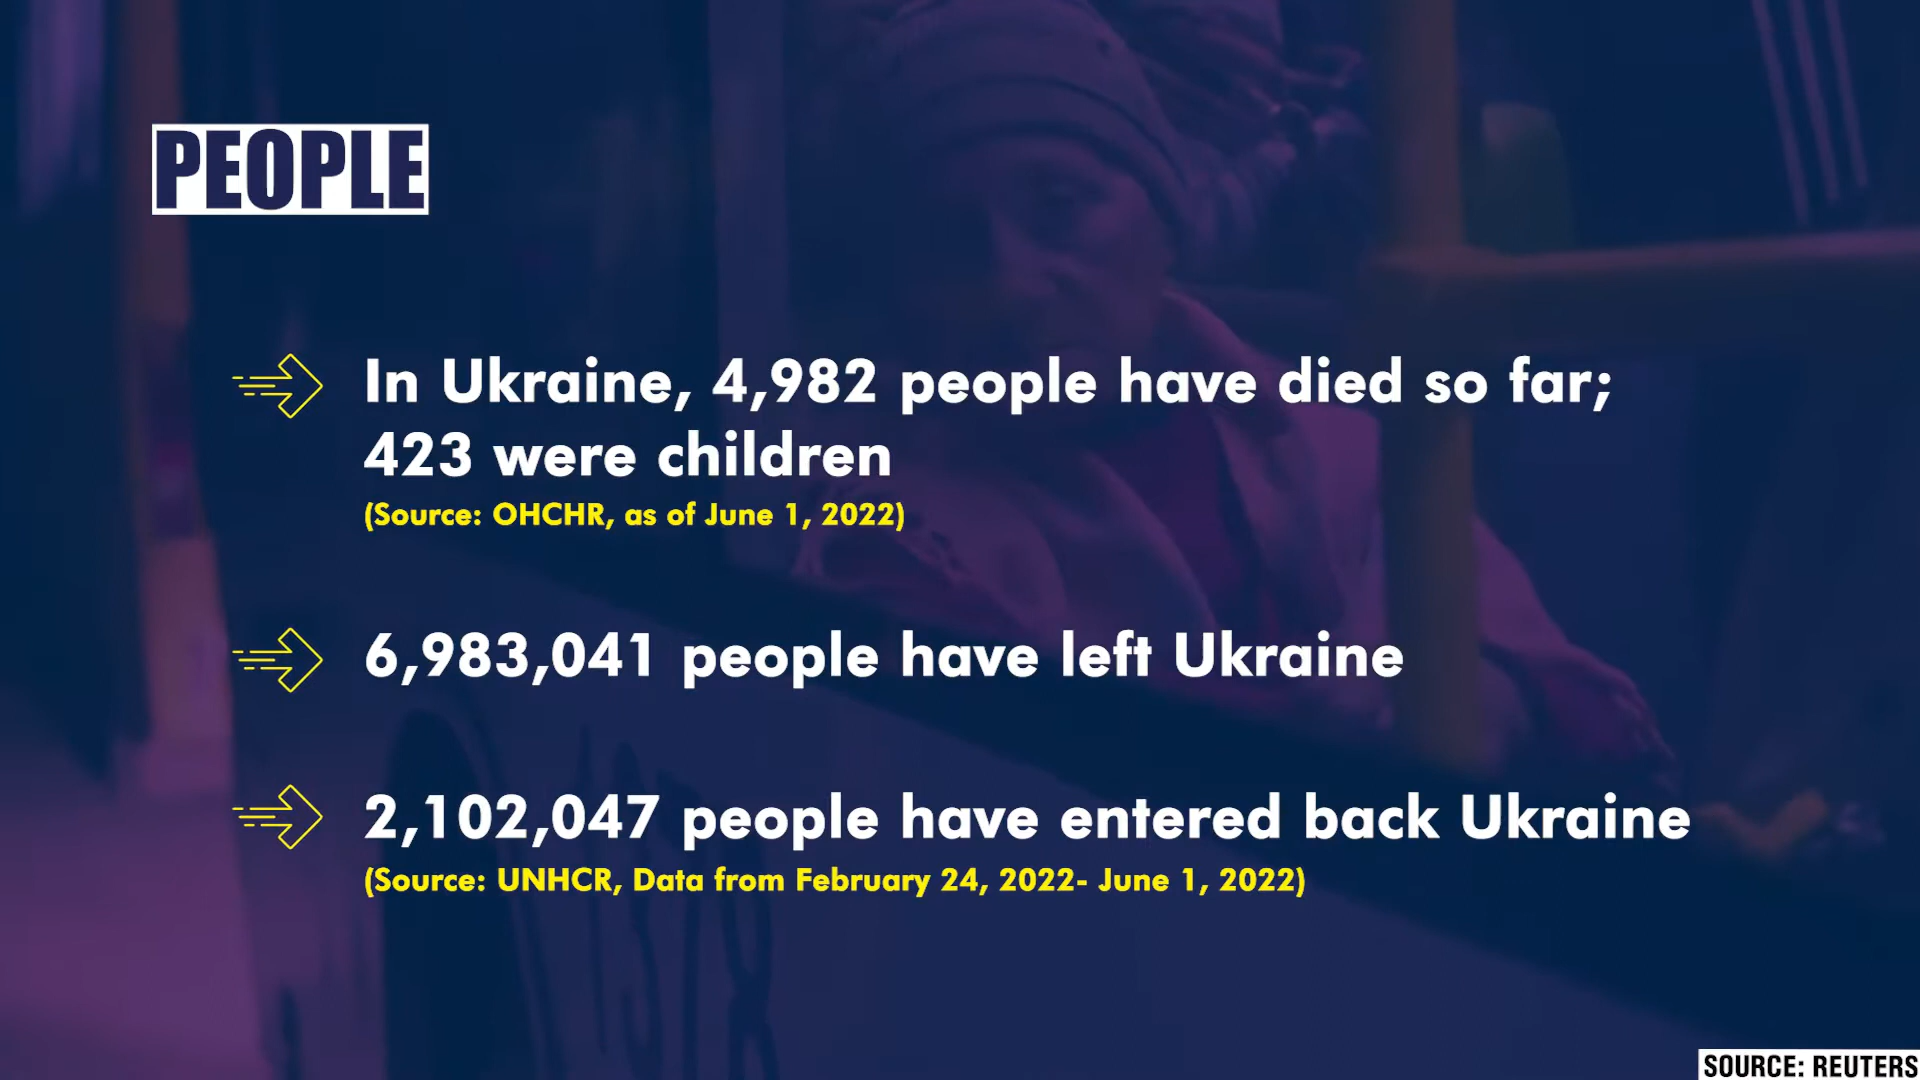 PEOPLE
In Ukraine, 4,982 people have died so far;
423 were children
(Source: OHCHR, as of June 1, 2022)
6,983,041 people have left Ukraine
2,102,047 people have entered back Ukraine
(Source: UNHCR, Data from February 24, 2022- June 1, 2022)
SOURCE: REUTERS